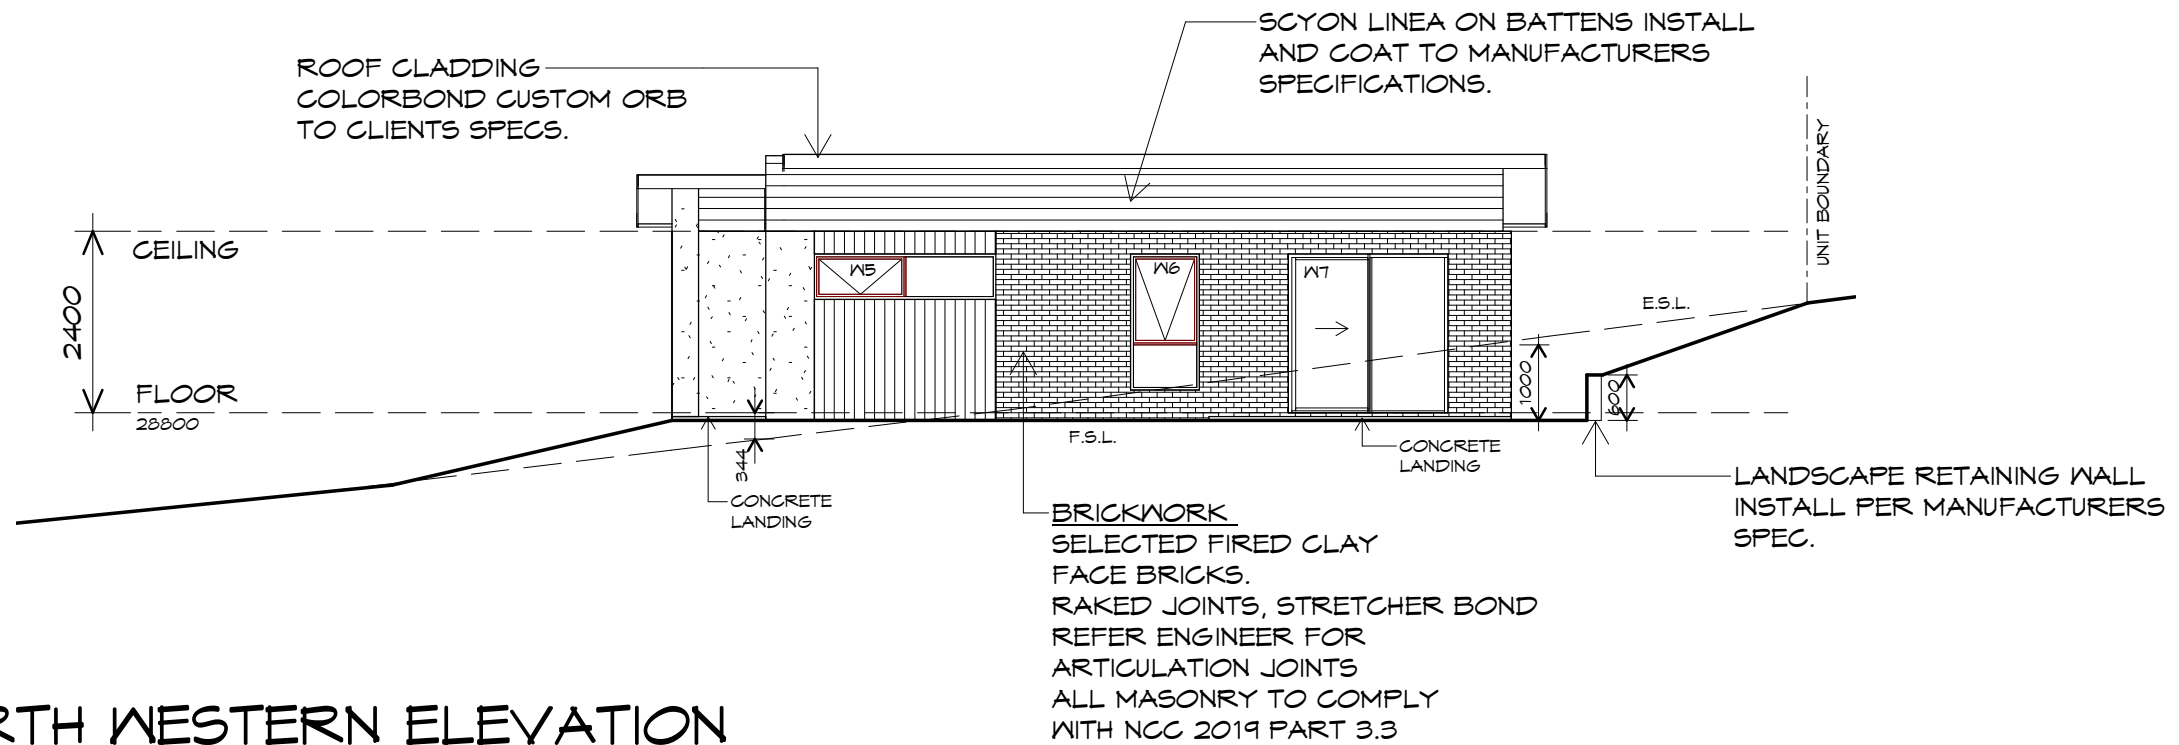 SCYON LINEA ON BATTENS INSTALL
AND COAT TO MANUFACTURERS
SPECIFICATIONS.
ROOF CLADDING
COLORBOND CUSTOM ORB
TO CLIENTS SPECS.
UNIT BOUNDARY
CEILING
2400
FLOOR
28800
W5
W6
W7
E.S.L.
1000
600
F.S.L.
344
CONCRETE
LANDING
CONCRETE
LANDING
LANDSCAPE RETAINING WALL
INSTALL PER MANUFACTURERS
SPEC.
BRICKWORK
SELECTED FIRED CLAY
FACE BRICKS.
RAKED JOINTS, STRETCHER BOND
REFER ENGINEER FOR
ARTICULATION JOINTS
ALL MASONRY TO COMPLY
WITH NCC 2019 PART 3.3
RTH WESTERN ELEVATION